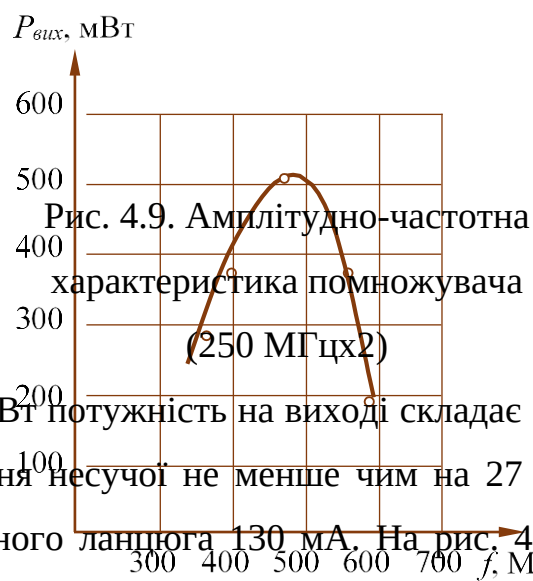 Pвих, мВт
600
500
Рис. 4.9. Амплітудно-частотна
400
характеристика помножувача
300
(250 МГцх2)
200
Вт потужність на виході складає
100
ня несучої не менше чим на 27
ного ланцюга 130 мА. На рис. 4
300 400 500 600 700 f, М